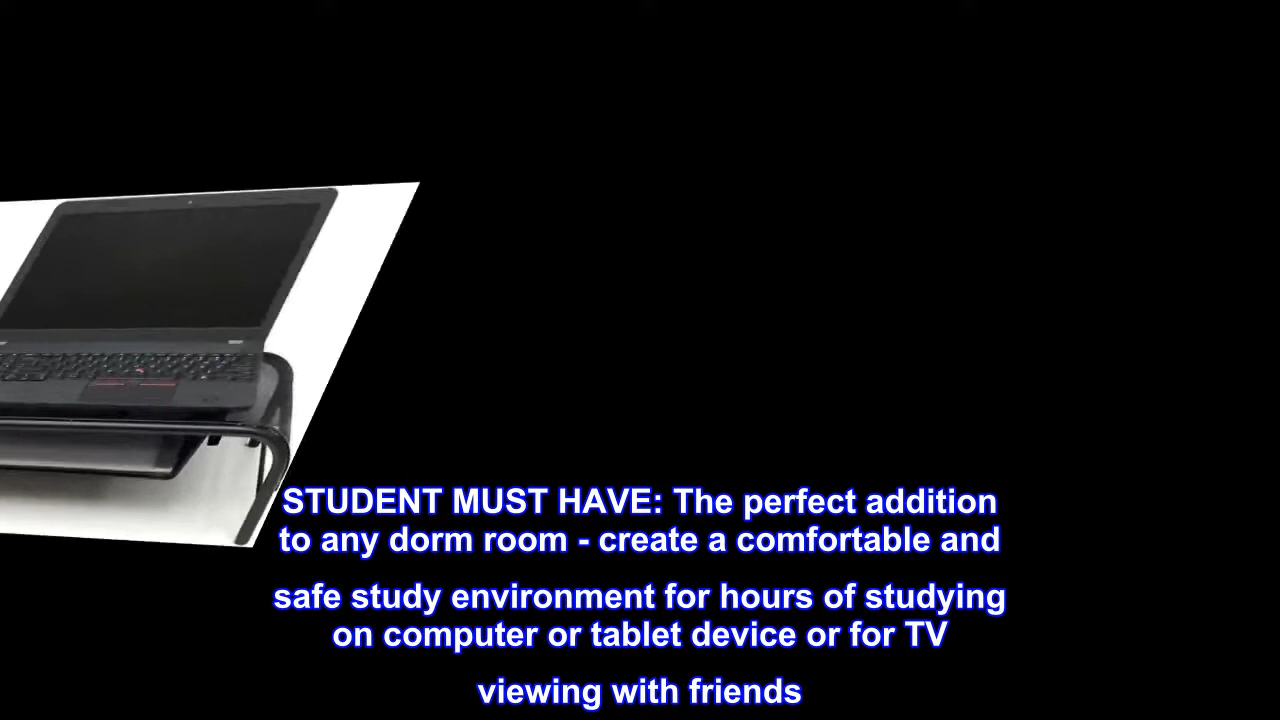 STUDENT MUST HAVE: The perfect addition
to any dorm room - create a comfortable and
safe study environment for hours of studying
on computer or tablet device or for TV
viewing with friends